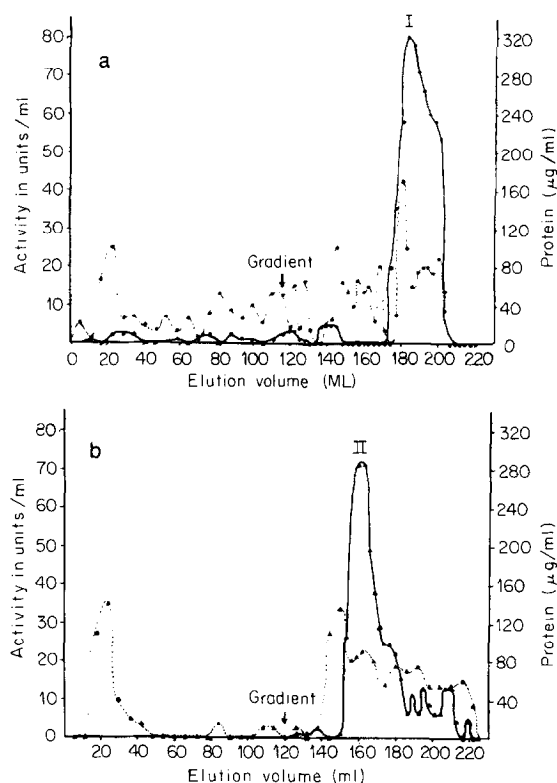 I
a
80
70
60
50
40
30
20
10
Activity in units/ml
320
280
240
200
160
120
80
40
0
Protein (μg/ml)
Gradient
0 20 40 60 80 100 120 140 160 180 200 220
Elution volume (ML)
II
b
80
70
60
50
40
30
20
10
0
Activity in units/ml
320
280
240
200
160
120
80
40
Protein (μg/ml)
Gradient
0 20 40 60 80 100 120 140 160 180 200 220
Elution volume (ml)